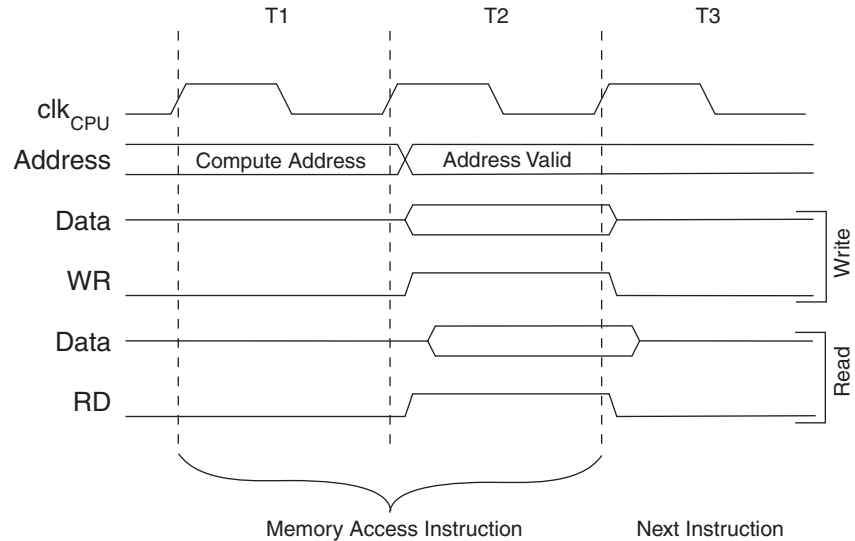 T1 T2 T3
clkCPU
Address Compute Address Address Valid
Data
WR
Write
Data
RD
Read
Memory Access Instruction Next Instruction